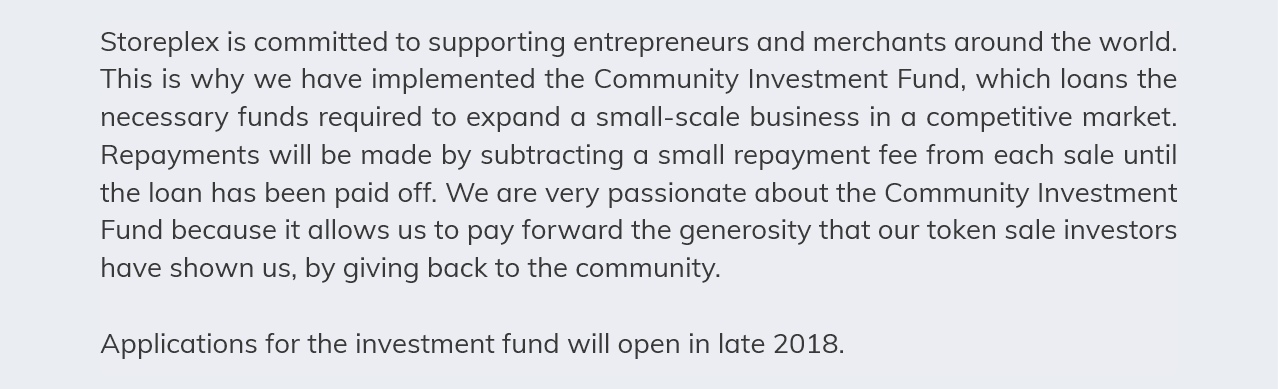 Storeplex is committed to supporting entrepreneurs and merchants around the world.
This is why we have implemented the Community Investment Fund, which loans the
necessary funds required to expand a small-scale business in a competitive market.
Repayments will be made by subtracting a small repayment fee from each sale until
the loan has been paid off. We are very passionate about the Community Investment
Fund because it allows us to pay forward the generosity that our token sale investors
have shown us, by giving back to the community.
Applications for the investment fund will open in late 2018.